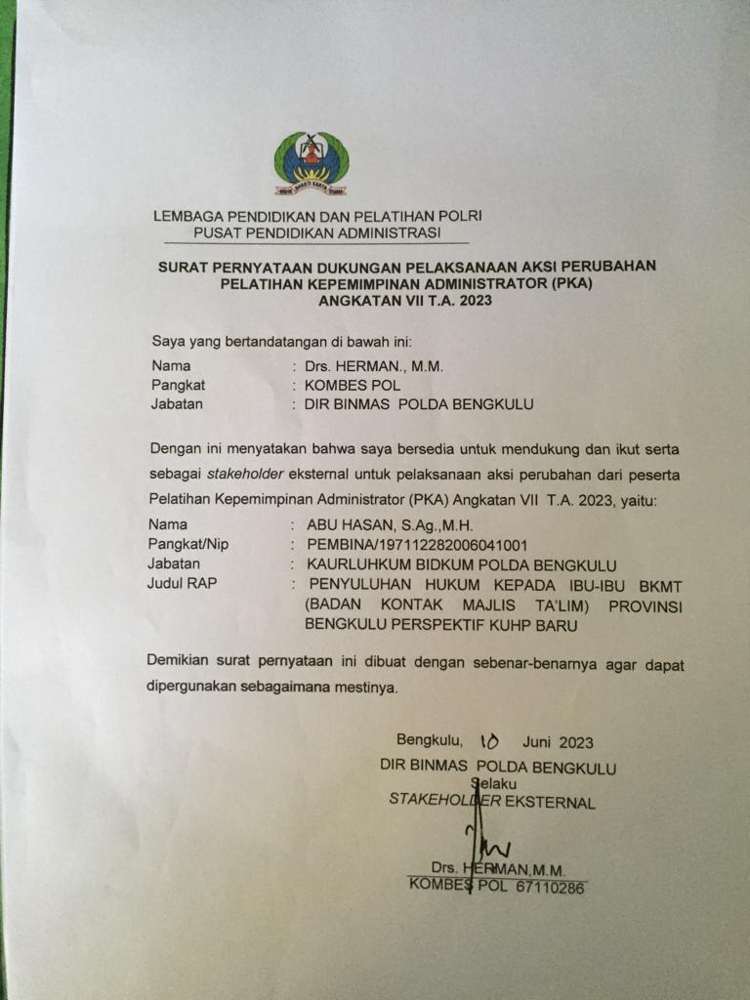 LEMBAGA PENDIDIKAN DAN PELATIHAN POLRI
PUSAT PENDIDIKAN ADMINISTRASI
SURAT PERNYATAAN DUKUNGAN PELAKSANAAN AKSI PERUBAHAN
PELATIHAN KEPEMIMPINAN ADMINISTRATOR (PKA)
ANGKATAN VII T.A. 2023
Saya yang bertandatangan di bawah ini:
Nama : Drs. HERMAN., M.M.
Pangkat : KOMBES POL
Jabatan : DIR BINMAS POLDA BENGKULU
Dengan ini menyatakan bahwa saya bersedia untuk mendukung dan ikut serta
sebagai stakeholder eksternal untuk pelaksanaan aksi perubahan dari peserta
Pelatihan Kepemimpinan Administrator (PKA) Angkatan VII T.A. 2023, yaitu:
Nama : ABU HASAN, S.Ag.,M.H.
Pangkat/Nip : PEMBINA/197112282006041001
Jabatan : KAURLUHKUM BIDKUM POLDA BENGKULU
Judul RAP : PENYULUHAN HUKUM KEPADA IBU-IBU BKMT
(BADAN KONTAK MAJLIS TA'LIM) PROVINSI
BENGKULU PERSPEKTIF KUHP BARU
Demikian surat pernyataan ini dibuat dengan sebenar-benarnya agar dapat
dipergunakan sebagaimana mestinya.
Bengkulu, 10 Juni 2023
DIR BINMAS POLDA BENGKULU
Selaku
STAKEHOLDER EKSTERNAL
Drs. HERMAN,M.M.
KOMBES POL 67110286